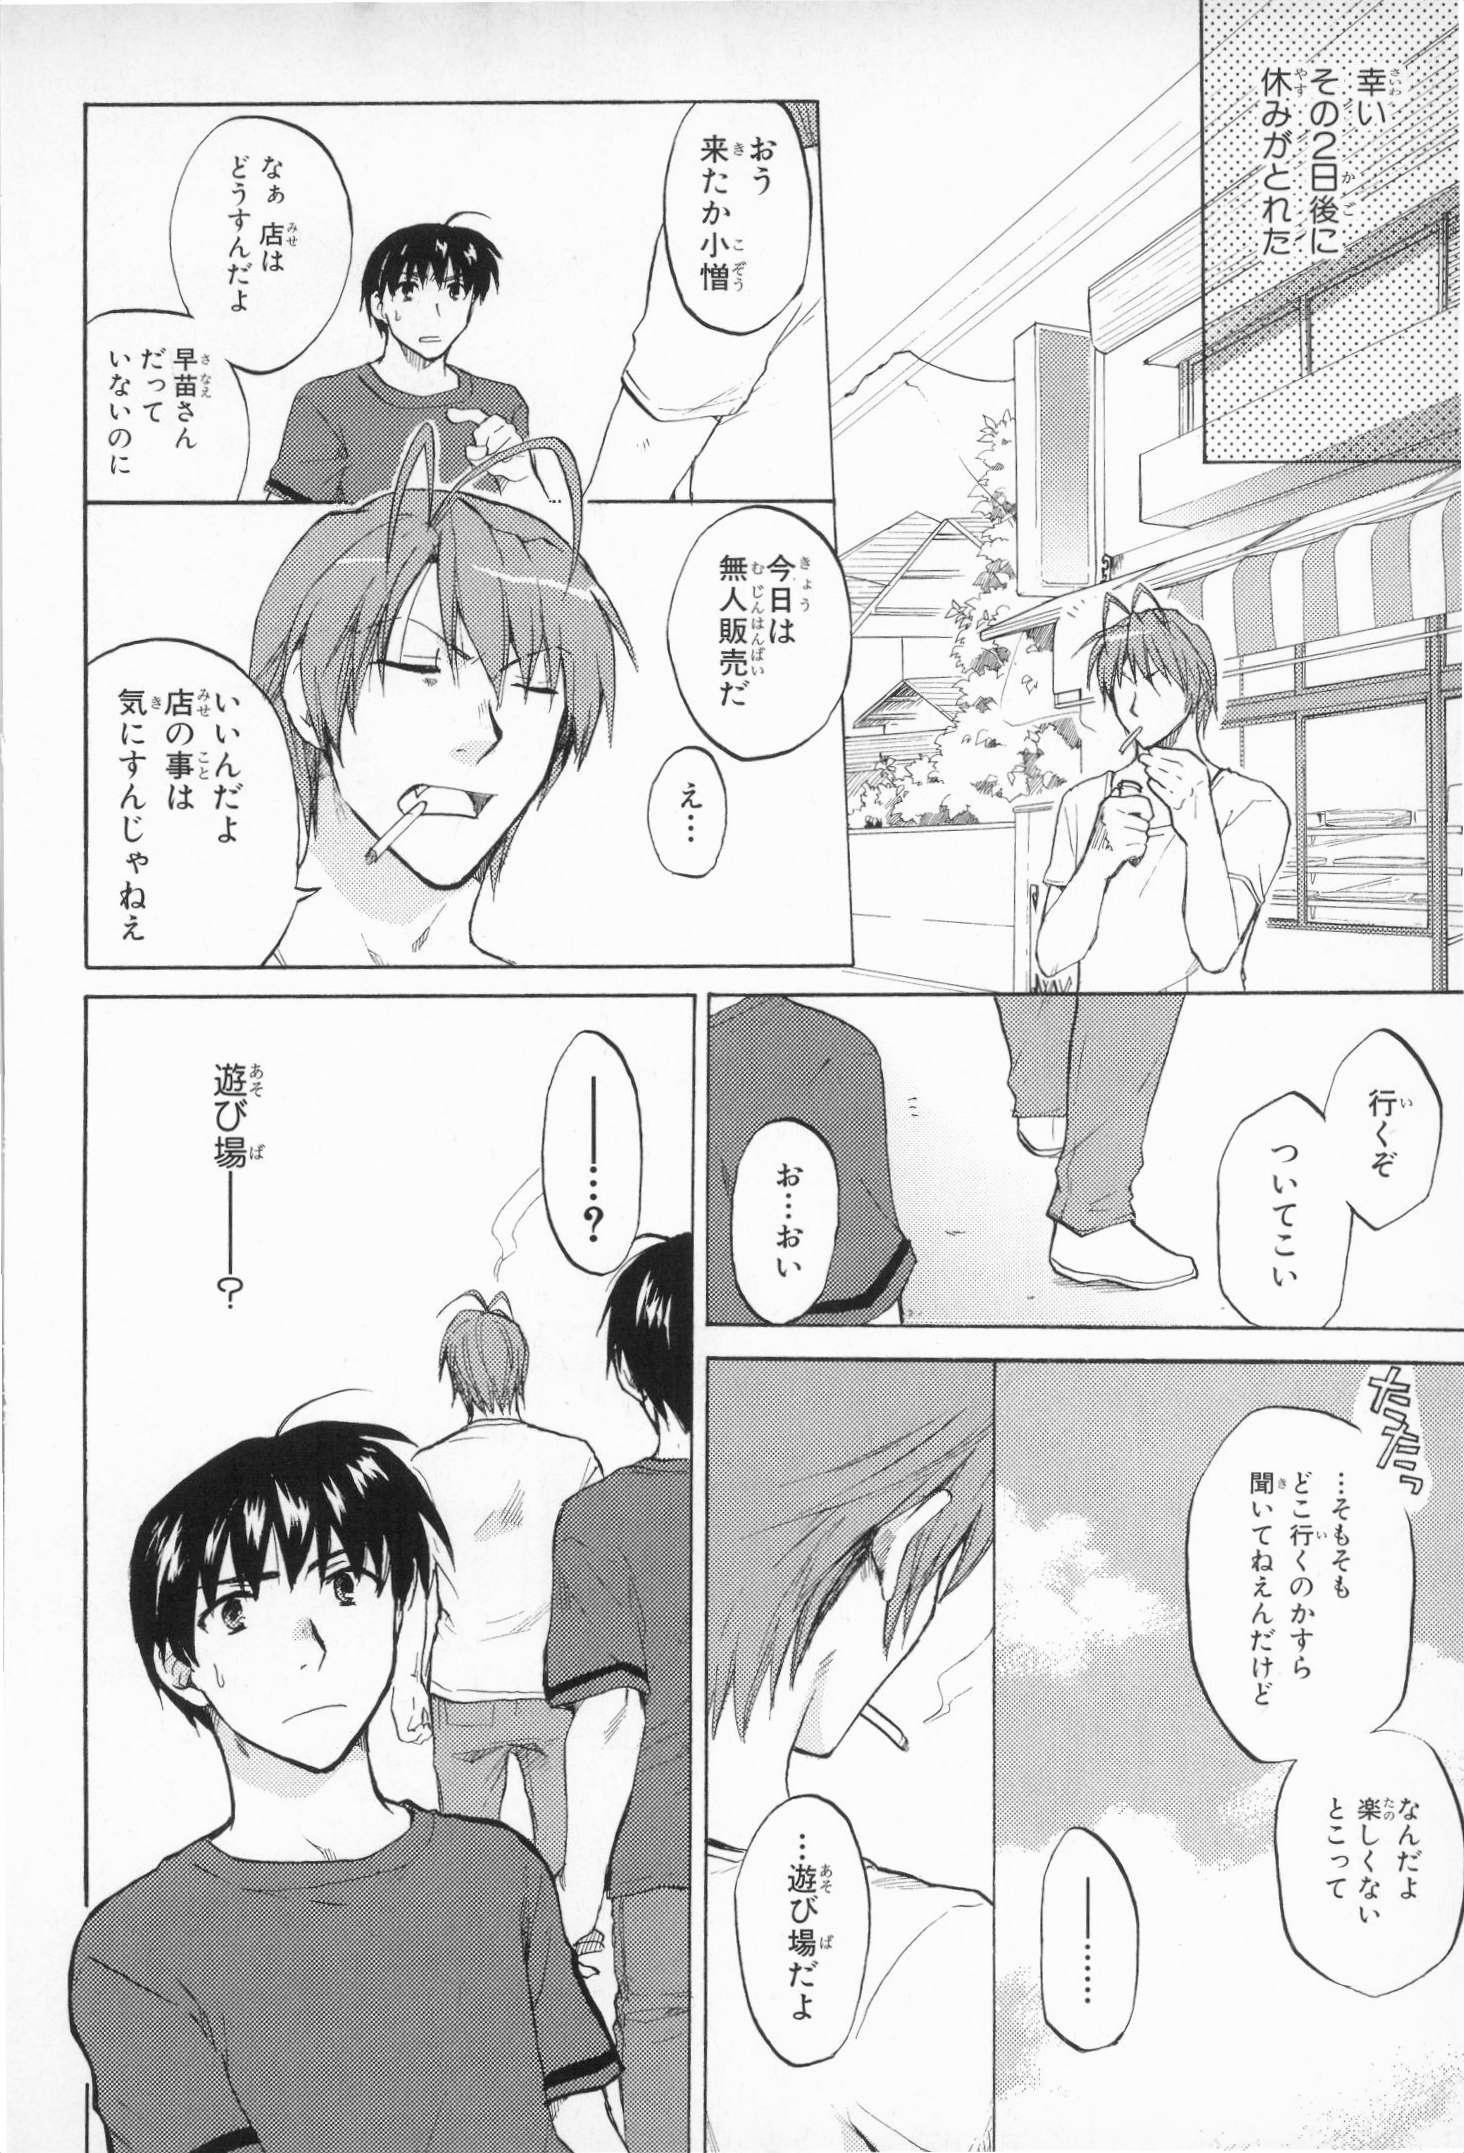 幸い
その2日後に
休みがとれた
おう
来たか小憎
なぁ 店は
どうすんだよ
早苗さん
だって
いないのに
今日は
無人販売だ
え…
いいんだよ
店の事は
気にすんじゃねえ
行くぞ
ついてこい
お…おい
たたたっ
…そもそも
どこ行くのかすら
聞いてねえんだけど
なんだよ
楽しくない
とこって
――……
…遊び場だよ
――…?
遊び場――――?